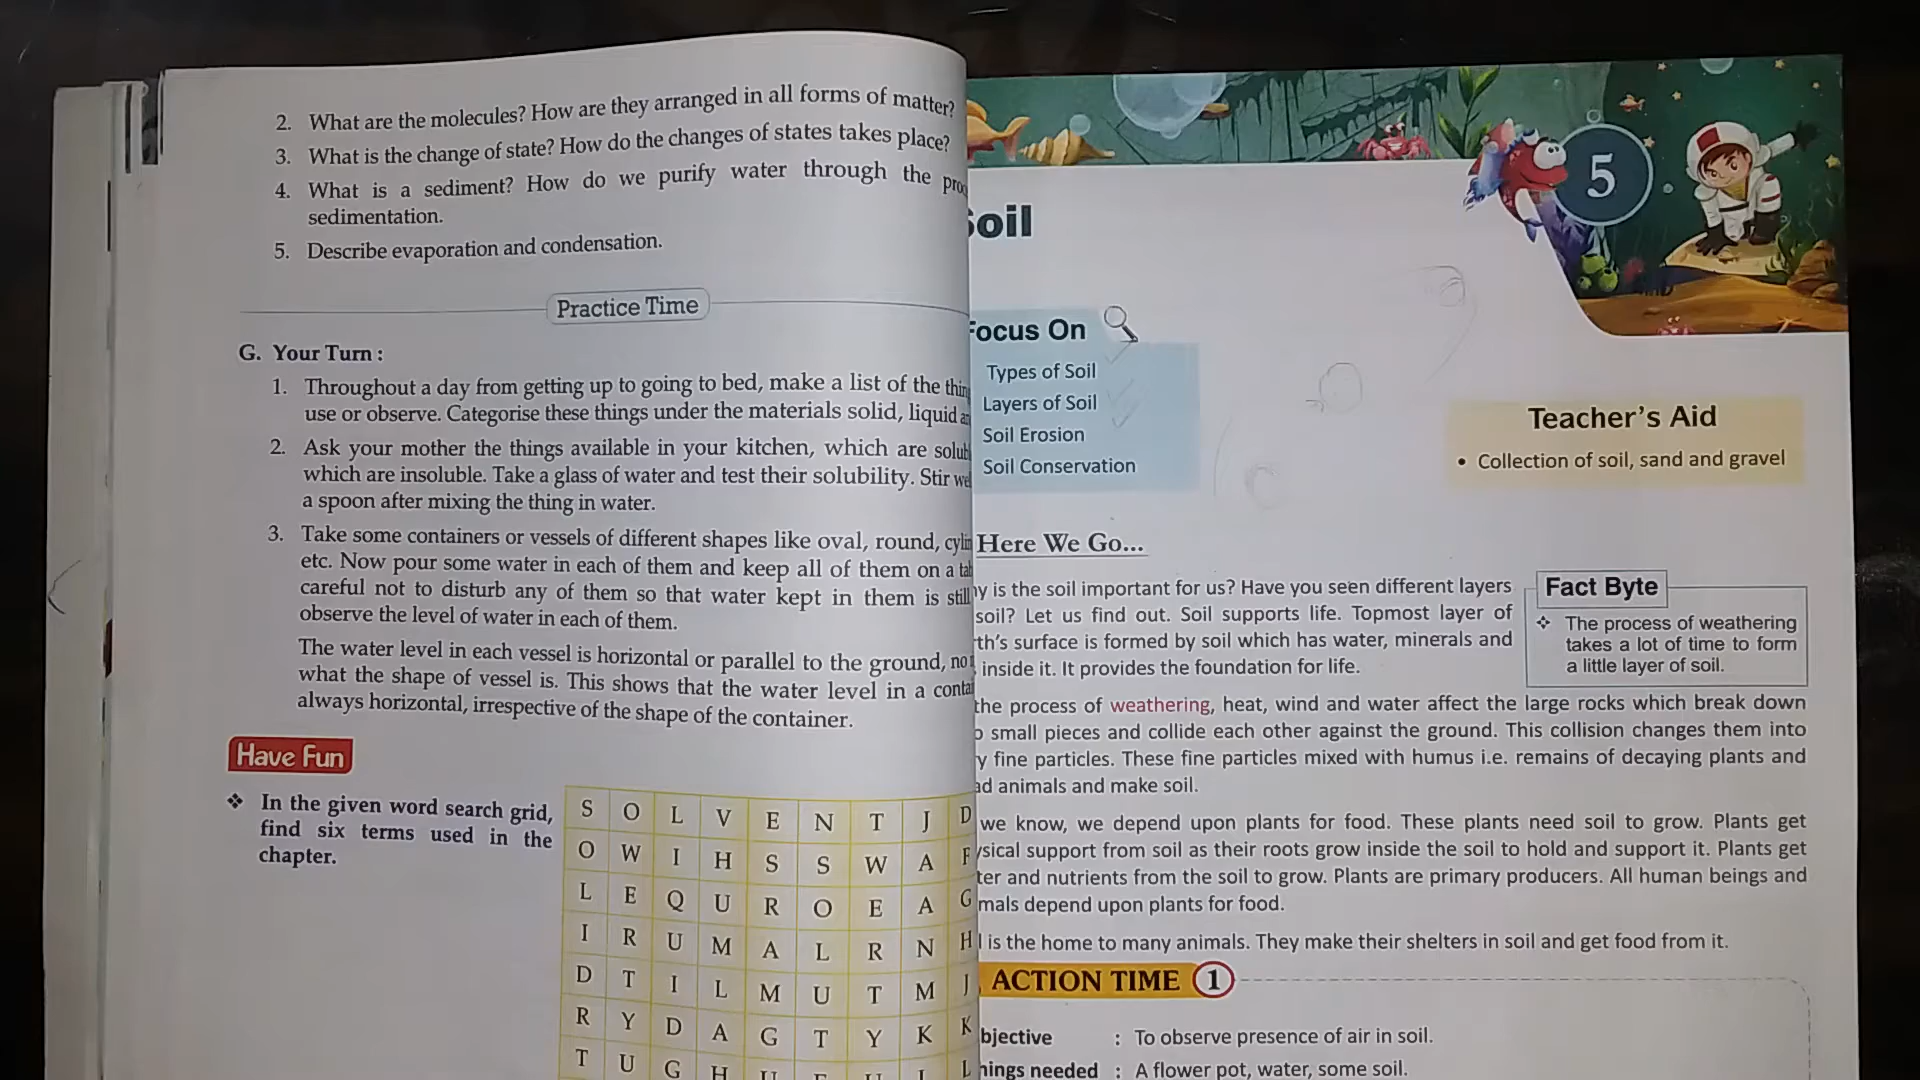 2. What are the molecules? How are they arranged in all forms of matter?
3. What is the change of state? How do the changes of states takes place?
4. What is a sediment? How do we purify water through the
sedimentation.
5. Describe evaporation and condensation.
Practice Time
G. Your Turn :
1. Throughout a day from getting up to going to bed, make a list of the
use or observe. Categorise these things under the materials solid, liquid
2. Ask your mother the things available in your kitchen, which are
which are insoluble. Take a glass of water and test their solubility. Stir
a spoon after mixing the thing in water.
3. Take some containers or vessels of different shapes like oval, round,
etc. Now pour some water in each of them and keep all of them on a
careful not to disturb any of them so that water kept in them is still
observe the level of water in each of them.
The water level in each vessel is horizontal or parallel to the ground,
what the shape of vessel is. This shows that the water level in a
always horizontal, irrespective of the shape of the container.
Have Fun
❖ In the given word search grid,
find six terms used in the
chapter.
S O L V E N T J D
O W I H S S W A F
L E Q U R O E A G
I R U M A L R N H
D T I L M U T M J
R Y D A G T Y K K
T U G H L
5
oil
Focus On
Types of Soil
Layers of Soil
Soil Erosion
Soil Conservation
Teacher's Aid
• Collection of soil, sand and gravel
Here We Go...
is the soil important for us? Have you seen different layers
soil? Let us find out. Soil supports life. Topmost layer of
surface is formed by soil which has water, minerals and
inside it. It provides the foundation for life.
Fact Byte
❖ The process of weathering
takes a lot of time to form
a little layer of soil.
the process of weathering, heat, wind and water affect the large rocks which break down
small pieces and collide each other against the ground. This collision changes them into
fine particles. These fine particles mixed with humus i.e. remains of decaying plants and
animals and make soil.
we know, we depend upon plants for food. These plants need soil to grow. Plants get
support from soil as their roots grow inside the soil to hold and support it. Plants get
and nutrients from the soil to grow. Plants are primary producers. All human beings and
depend upon plants for food.
is the home to many animals. They make their shelters in soil and get food from it.
ACTION TIME 1
bjective : To observe presence of air in soil.
hings needed : A flower pot, water, some soil.